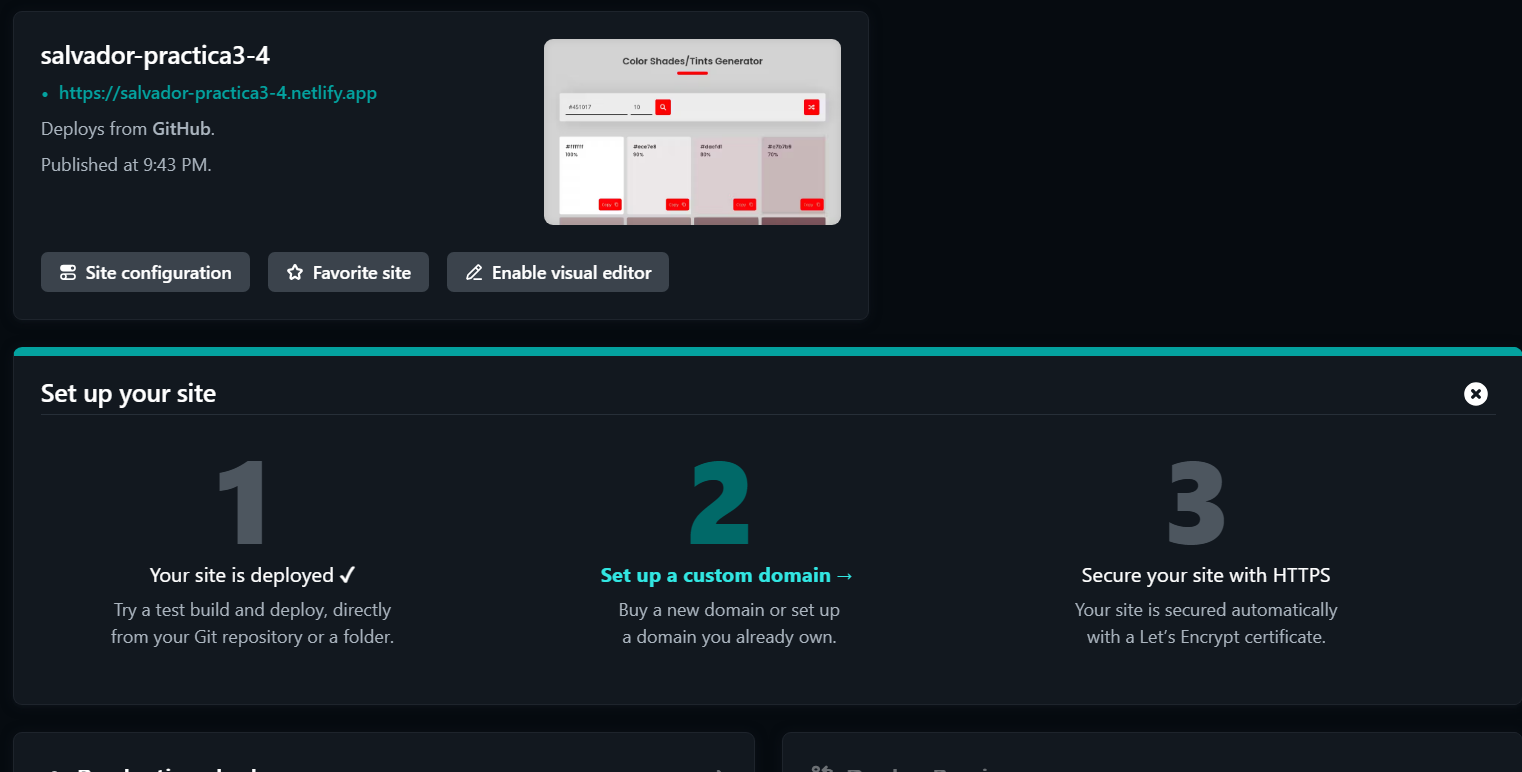 salvador-practica3-4
• https://salvador-practica3-4.netlify.app
Deploys from GitHub.
Published at 9:43 PM.
Color Shades/Tints Generator
#451017 10
#ffffff
100%
#ece7e8
90%
#dacfd1
80%
#c7b7b9
70%
copy
copy
copy
copy
Site configuration
Favorite site
Enable visual editor
Set up your site
1
Your site is deployed ✓
Try a test build and deploy, directly
from your Git repository or a folder.
2
Set up a custom domain →
Buy a new domain or set up
a domain you already own.
3
Secure your site with HTTPS
Your site is secured automatically
with a Let’s Encrypt certificate.